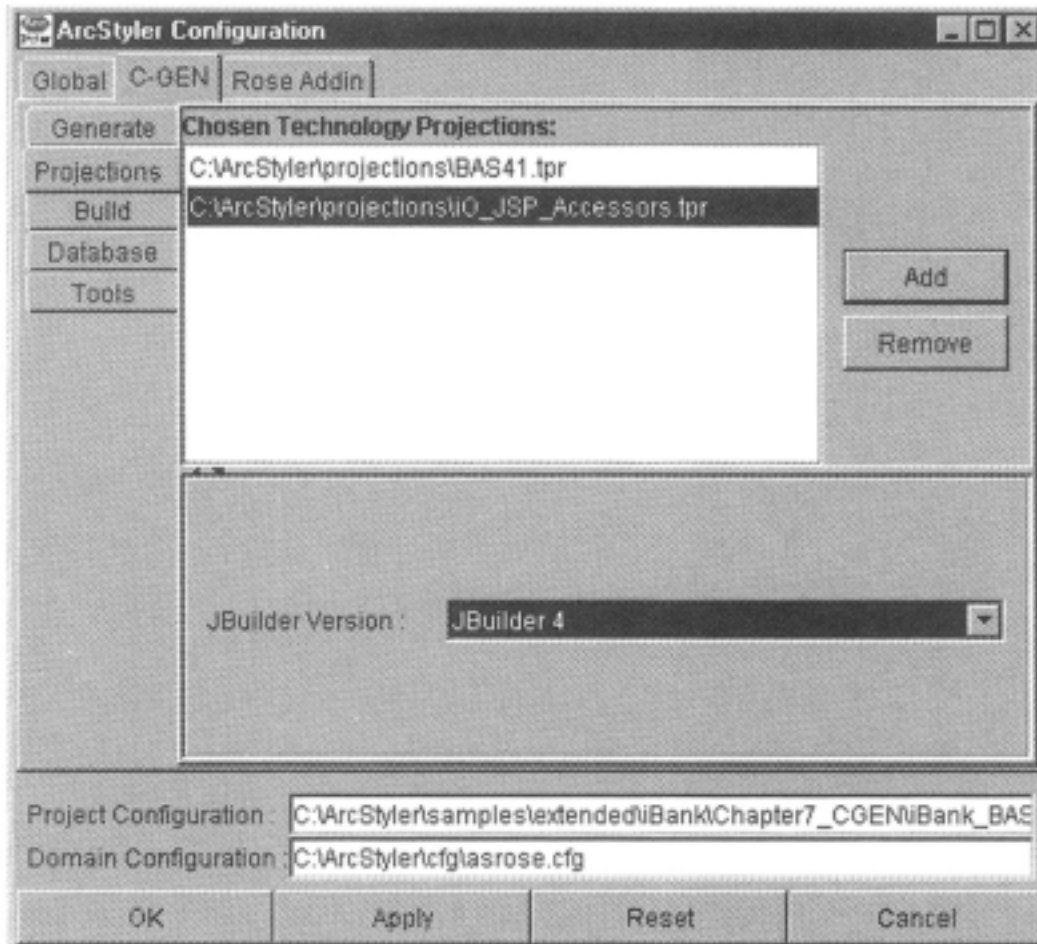 ArcStyler Configuration
Global C-GEN Rose Addin
Generate
Projections
Build
Database
Tools
Chosen Technology Projections:
C:\ArcStyler\projections\BAS41.tpr
C:\ArcStyler\projections\iO_JSP_Accessors.tpr
Add
Remove
JBuilder Version : JBuilder 4
Project Configuration : C:\ArcStyler\samples\extended\iBank\Chapter7_CGEN\iBank_BAS
Domain Configuration : C:\ArcStyler\cfg\asrose.cfg
OK Apply Reset Cancel